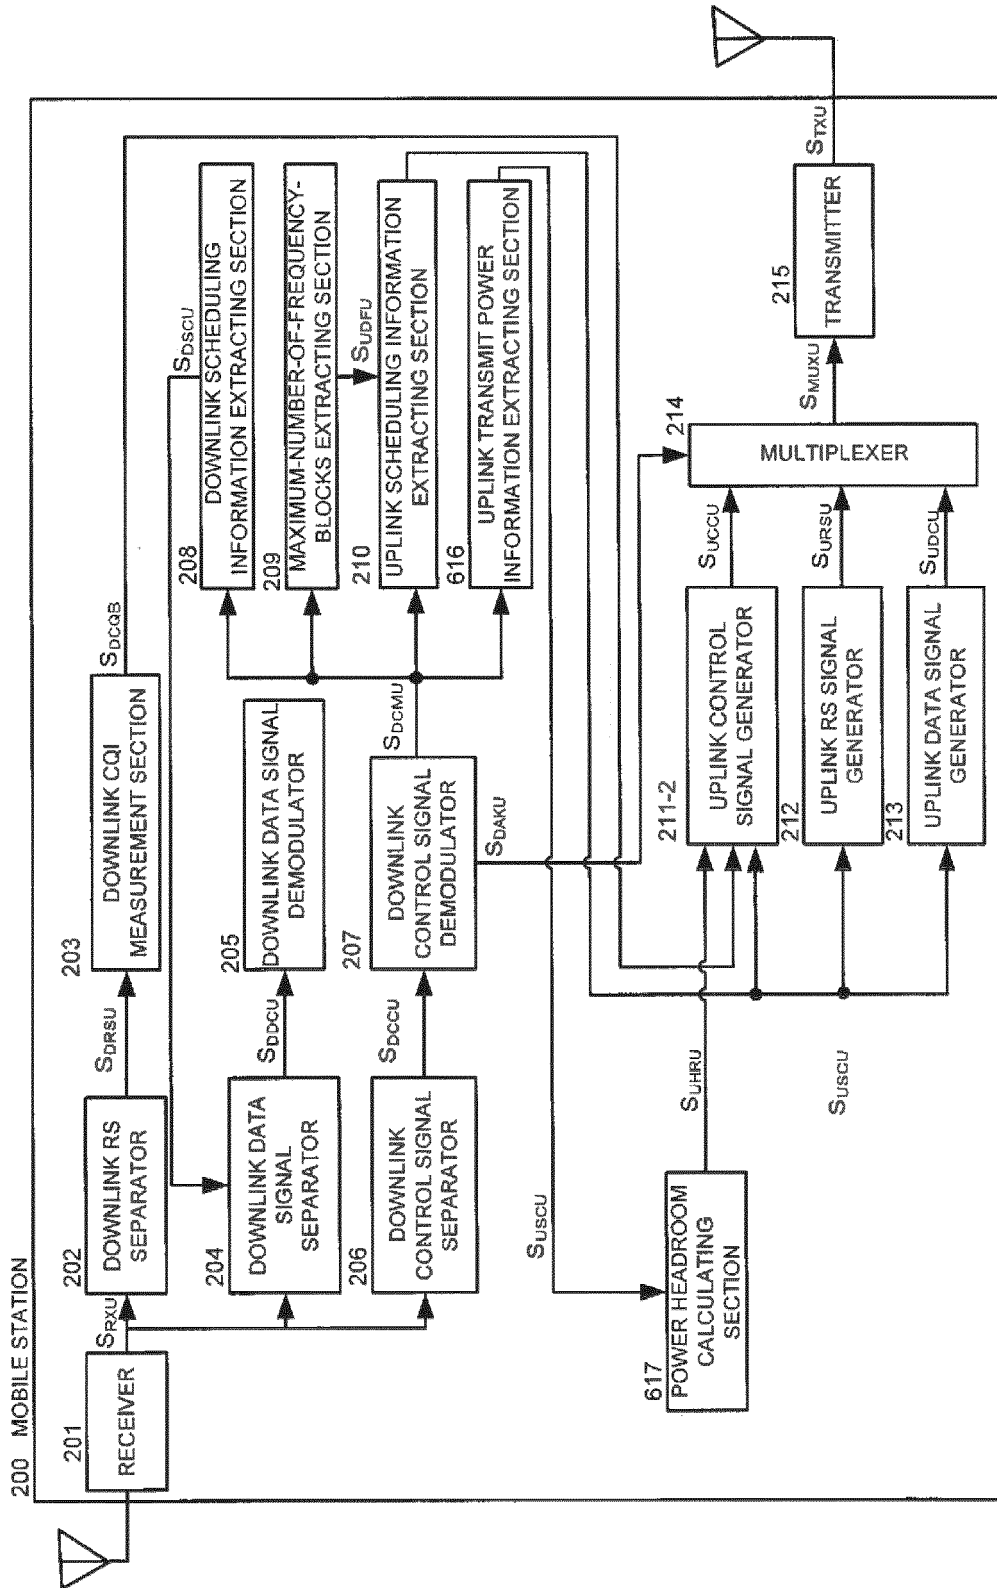 200 MOBILE STATION
201
RECEIVER
SRXU
202
DOWNLINK RS
SEPARATOR
SDRSU
203
DOWNLINK CQI
MEASUREMENT SECTION
SDCQB
204
DOWNLINK DATA
SIGNAL
SEPARATOR
SDDCU
205
DOWNLINK DATA SIGNAL
DEMODULATOR
206
DOWNLINK
CONTROL SIGNAL
SEPARATOR
SDCCU
207
DOWNLINK
CONTROL SIGNAL
DEMODULATOR
SDCMU
SDAKU
SDSCU
208
DOWNLINK SCHEDULING
INFORMATION EXTRACTING SECTION
209
MAXIMUM-NUMBER-OF-FREQUENCY-
BLOCKS EXTRACTING SECTION
SUDFU
210
UPLINK SCHEDULING INFORMATION
EXTRACTING SECTION
616
UPLINK TRANSMIT POWER
INFORMATION EXTRACTING SECTION
SUSCU
617
POWER HEADROOM
CALCULATING
SECTION
SUHRU
SUSCU
211-2
UPLINK CONTROL
SIGNAL GENERATOR
SUCCU
212
UPLINK RS SIGNAL
GENERATOR
SURSU
213
UPLINK DATA SIGNAL
GENERATOR
SUDCU
214
MULTIPLEXER
SMUXU
215
TRANSMITTER
STXU